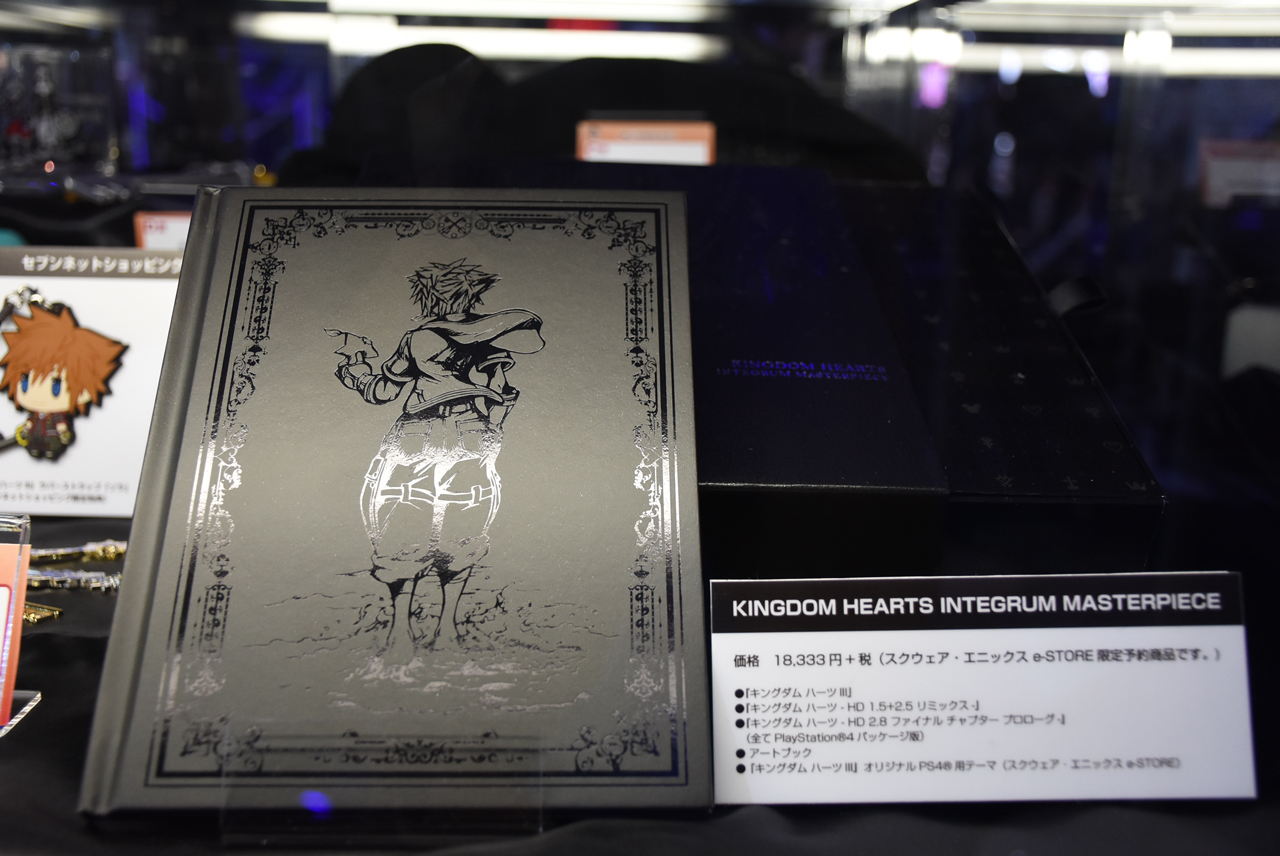 セブンネットショッピング
KINGDOM HEARTS
INTEGRUM MASTERPIECE
KINGDOM HEARTS INTEGRUM MASTERPIECE
価格 18,333円+税（スクウェア・エニックス e-STORE 限定予約商品です。）
●『キングダム ハーツ III』
●『キングダム ハーツ - HD 1.5+2.5 リミックス -』
●『キングダム ハーツ - HD 2.8 ファイナル チャプター プロローグ -』
（全て PlayStation®4 パッケージ版）
● アートブック
● 『キングダム ハーツ III』 オリジナル PS4® 用テーマ（スクウェア・エニックス e-STORE）